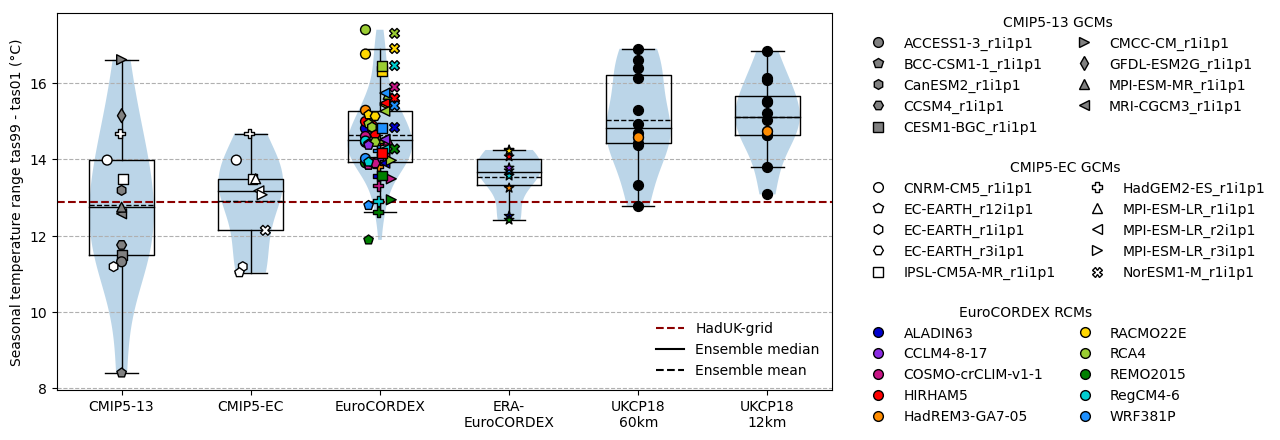 Seasonal temperature range tas99 - tas01 (°C)
16
14
12
10
8
HadUK-grid
Ensemble median
Ensemble mean
CMIP5-13
CMIP5-EC
EuroCORDEX
ERA-
EuroCORDEX
UKCP18
60km
UKCP18
12km
CMIP5-13 GCMs
ACCESS1-3_r1i1p1
BCC-CSM1-1_r1i1p1
CanESM2_r1i1p1
CCSM4_r1i1p1
CESM1-BGC_r1i1p1
CMCC-CM_r1i1p1
GFDL-ESM2G_r1i1p1
MPI-ESM-MR_r1i1p1
MRI-CGCM3_r1i1p1
CMIP5-EC GCMs
CNRM-CM5_r1i1p1
EC-EARTH_r12i1p1
EC-EARTH_r1i1p1
EC-EARTH_r3i1p1
IPSL-CM5A-MR_r1i1p1
HadGEM2-ES_r1i1p1
MPI-ESM-LR_r1i1p1
MPI-ESM-LR_r2i1p1
MPI-ESM-LR_r3i1p1
NorESM1-M_r1i1p1
EuroCORDEX RCMs
ALADIN63
CCLM4-8-17
COSMO-crCLIM-v1-1
HIRHAM5
HadREM3-GA7-05
RACMO22E
RCA4
REMO2015
RegCM4-6
WRF381P